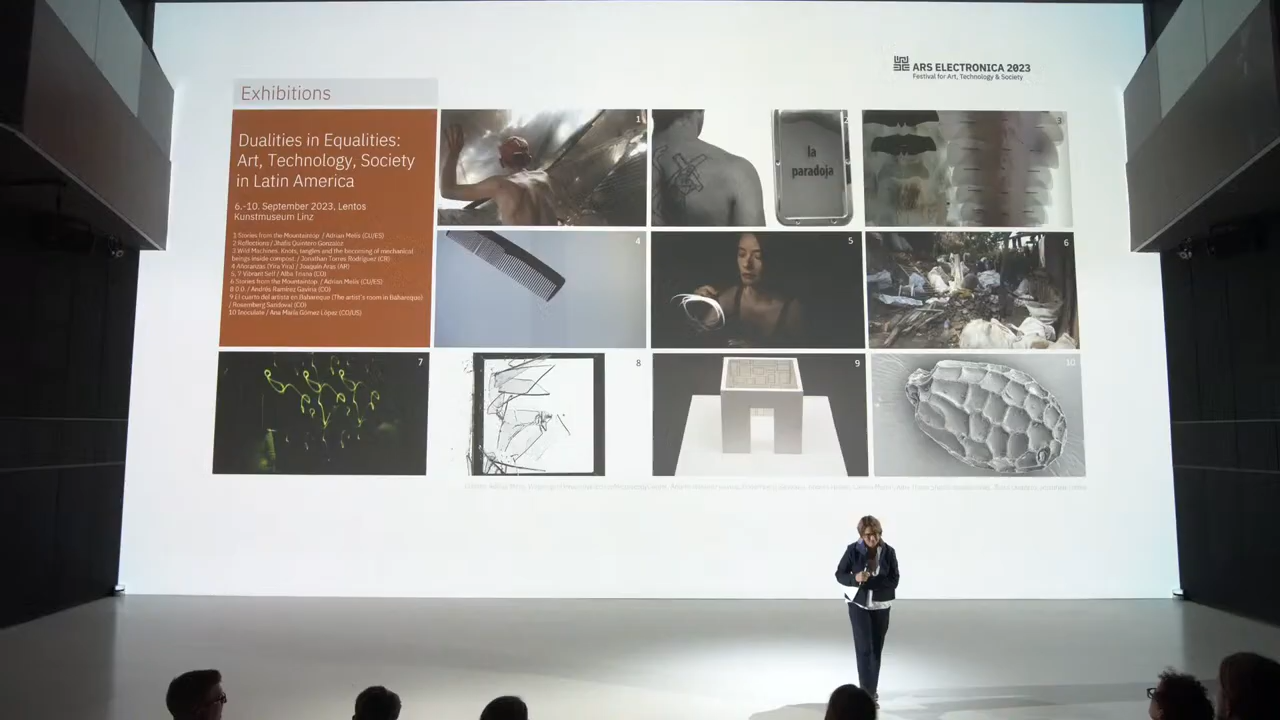 ARS ELECTRONICA 2023
Festival for Art, Technology & Society
Exhibitions
Dualities in Equalities:
Art, Technology, Society
in Latin America
6.-10. September 2023, Lentos
Kunstmuseum Linz
1 Stories from the Mountaintop / Adrian Melis (CU/ES)
2 Reflections / Jhafis Quintero Gonzalez
3 Wild Machines. Knots, tangles and the becoming of mechanical
beings inside compost / Jonathan Torres Rodríguez (CR)
4 Añoranzas (Yira Yira) / Joaquín Aras (AR)
5, 7 Vibrant Self / Alba Triana (CO)
6 Stories from the Mountaintop / Adrian Melis (CU/ES)
8 0.0. / Andrés Ramírez Gaviria (CO)
9 El cuarto del artista en Bahareque (The artist's room in Bahareque)
/ Rosemberg Sandoval (CO)
10 Inoculate / Ana María Gómez López (CO/US)
1
2
la
paradoja
3
4
5
6
7
8
9
10